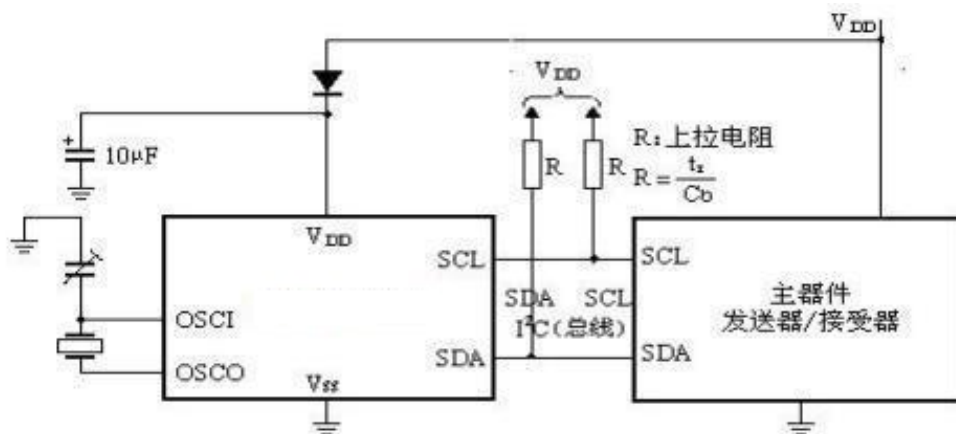 VDD
VDD
10μF
R
R
R:上拉电阻
R=tz/Cb
VDD
SCL
SCL
SDA
SCL
I²C(总线)
主器件
发送器/接受器
OSCI
OSCO
SDA
SDA
Vss